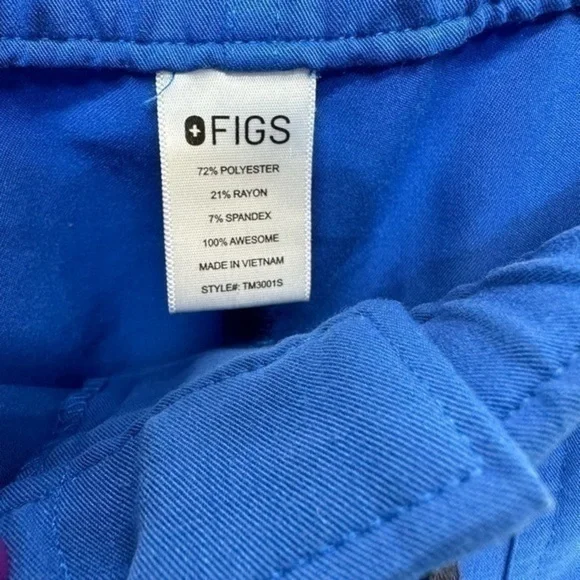 FIGS
72% POLYESTER
21% RAYON
7% SPANDEX
100% AWESOME
MADE IN VIETNAM
STYLE#: TM3001S